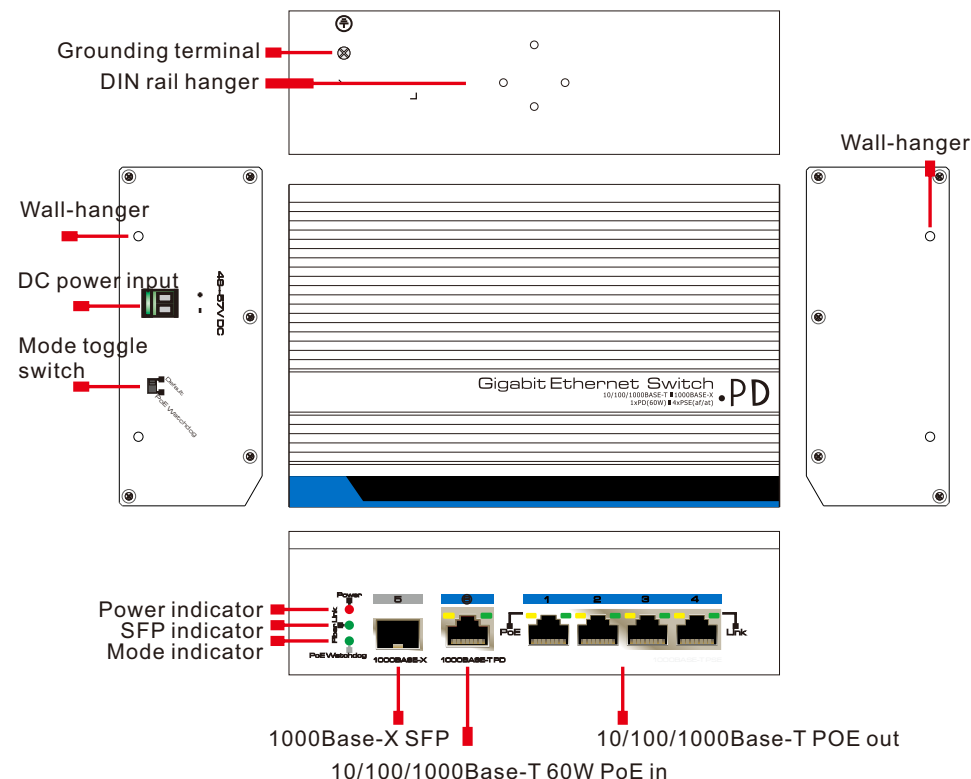 Grounding terminal
DIN rail hanger
Wall-hanger
Wall-hanger
DC power input
48~57V DC
+
-
Mode toggle
switch
Default
PoE Watchdog
Gigabit Ethernet Switch
10/100/1000BASE-T 1000BASE-X
1xPD(60W) 4xPSE(af/at)
.PD
Power indicator
SFP indicator
Mode indicator
Power
Fiber Link
PoE Watchdog
5
6
1
2
3
4
PoE
Link
1000BASE-X
1000BASE-T PD
1000Base-X SFP
10/100/1000Base-T POE out
10/100/1000Base-T 60W PoE in